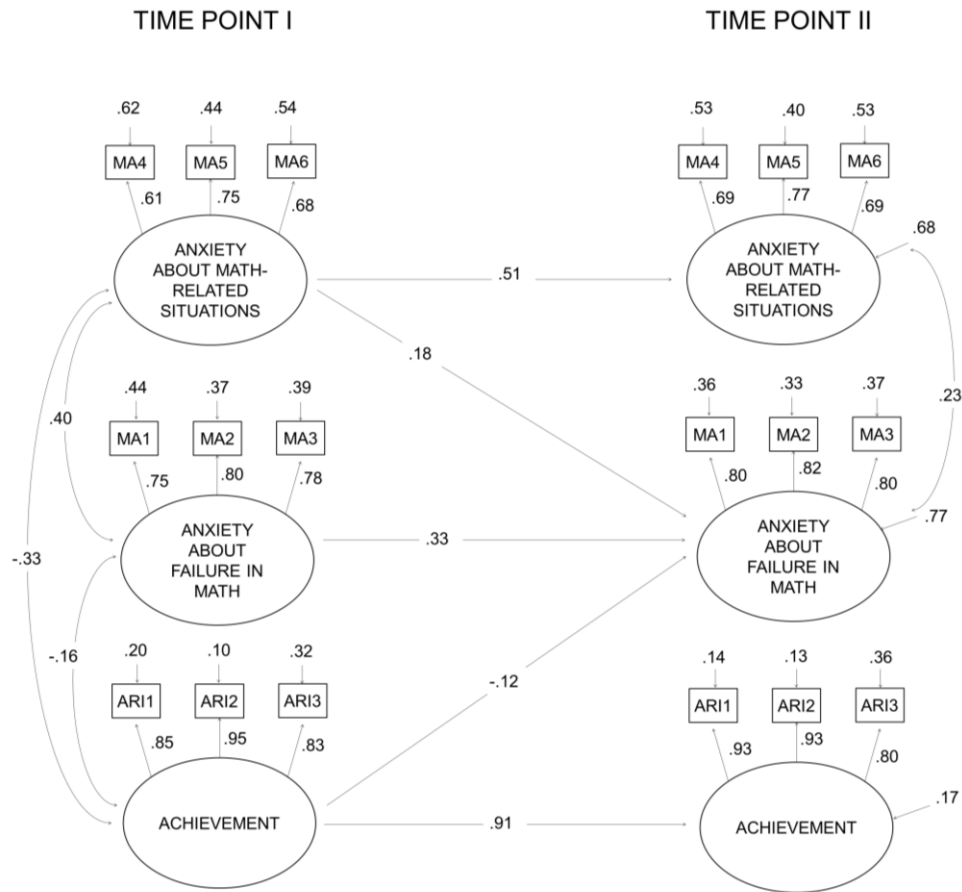 TIME POINT I
TIME POINT II
.62 .44 .54
.53 .40 .53
MA4 MA5 MA6
MA4 MA5 MA6
.61 .75 .68
.69 .77 .69
.68
ANXIETY
ABOUT MATH-
RELATED
SITUATIONS
.51
ANXIETY
ABOUT MATH-
RELATED
SITUATIONS
.18
.40
.23
.44 .37 .39
.36 .33 .37
MA1 MA2 MA3
MA1 MA2 MA3
.75 .80 .78
.80 .82 .80
.77
-.33
ANXIETY
ABOUT
FAILURE IN
MATH
.33
ANXIETY
ABOUT
FAILURE IN
MATH
-.16
-.12
.20 .10 .32
.14 .13 .36
ARI1 ARI2 ARI3
ARI1 ARI2 ARI3
.85 .95 .83
.93 .93 .80
.17
ACHIEVEMENT
.91
ACHIEVEMENT